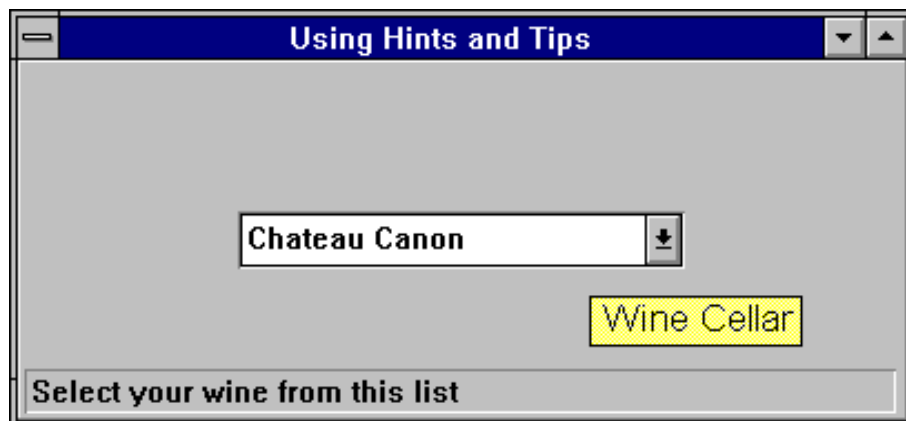 Using Hints and Tips
Chateau Canon
Wine Cellar
Select your wine from this list